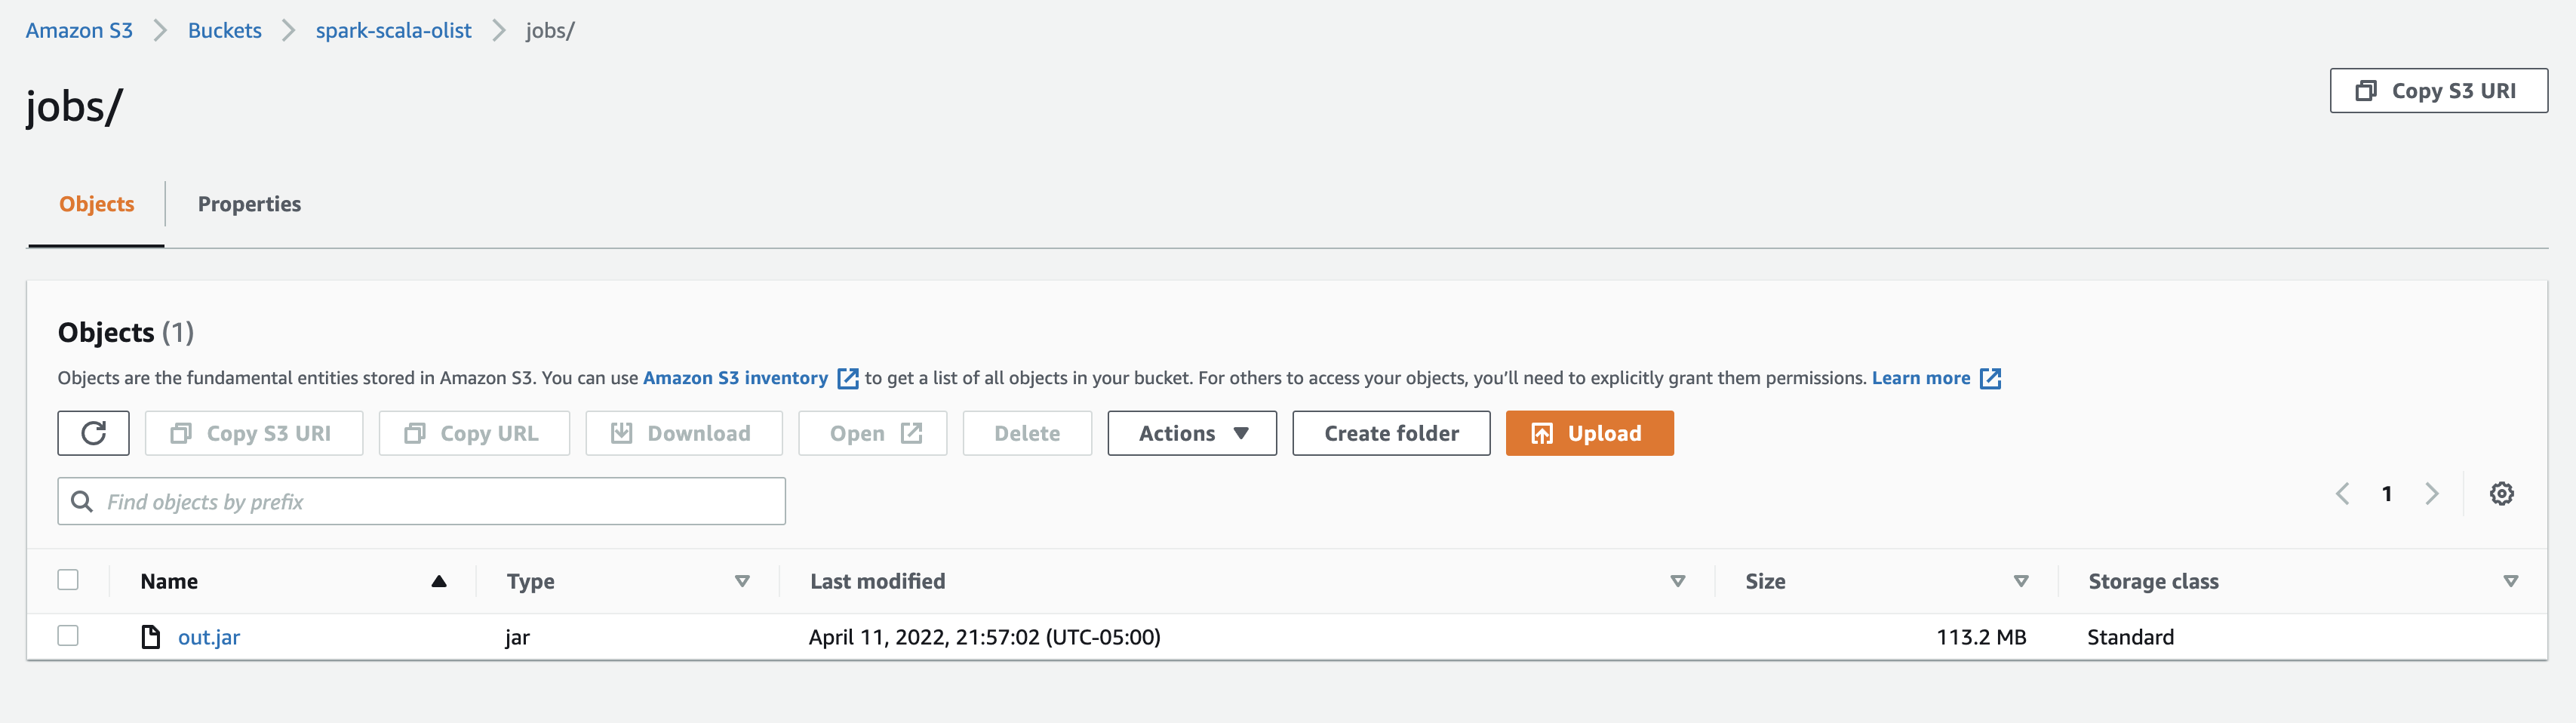 Amazon S3 Buckets spark-scala-olist jobs/
jobs/
Copy S3 URI
Objects Properties
Objects (1)
Objects are the fundamental entities stored in Amazon S3. You can use Amazon S3 inventory to get a list of all objects in your bucket. For others to access your objects, you’ll need to explicitly grant them permissions. Learn more
Copy S3 URI Copy URL Download Open Delete Actions Create folder Upload
Find objects by prefix
1
Name Type Last modified Size Storage class
out.jar jar April 11, 2022, 21:57:02 (UTC-05:00) 113.2 MB Standard